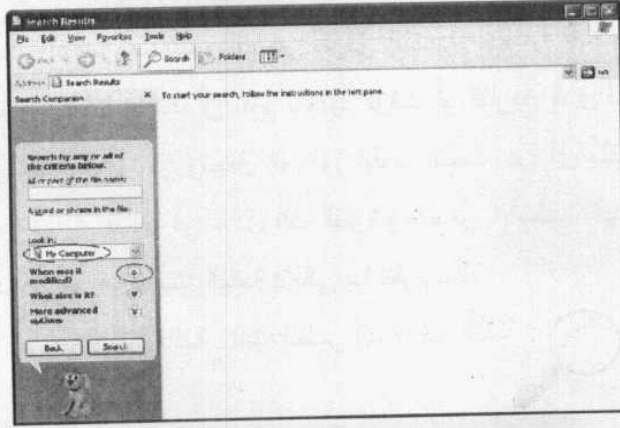 Search Results
File Edit View Favorites Tools Help
Back Search Folders
Address Search Results
Search Companion
To start your search, follow the instructions in the left pane.
Search by any or all of the criteria below.
All or part of the file name:
A word or phrase in the file:
Look in:
My Computer
When was it
modified?
What size is it?
More advanced
options
Back Search